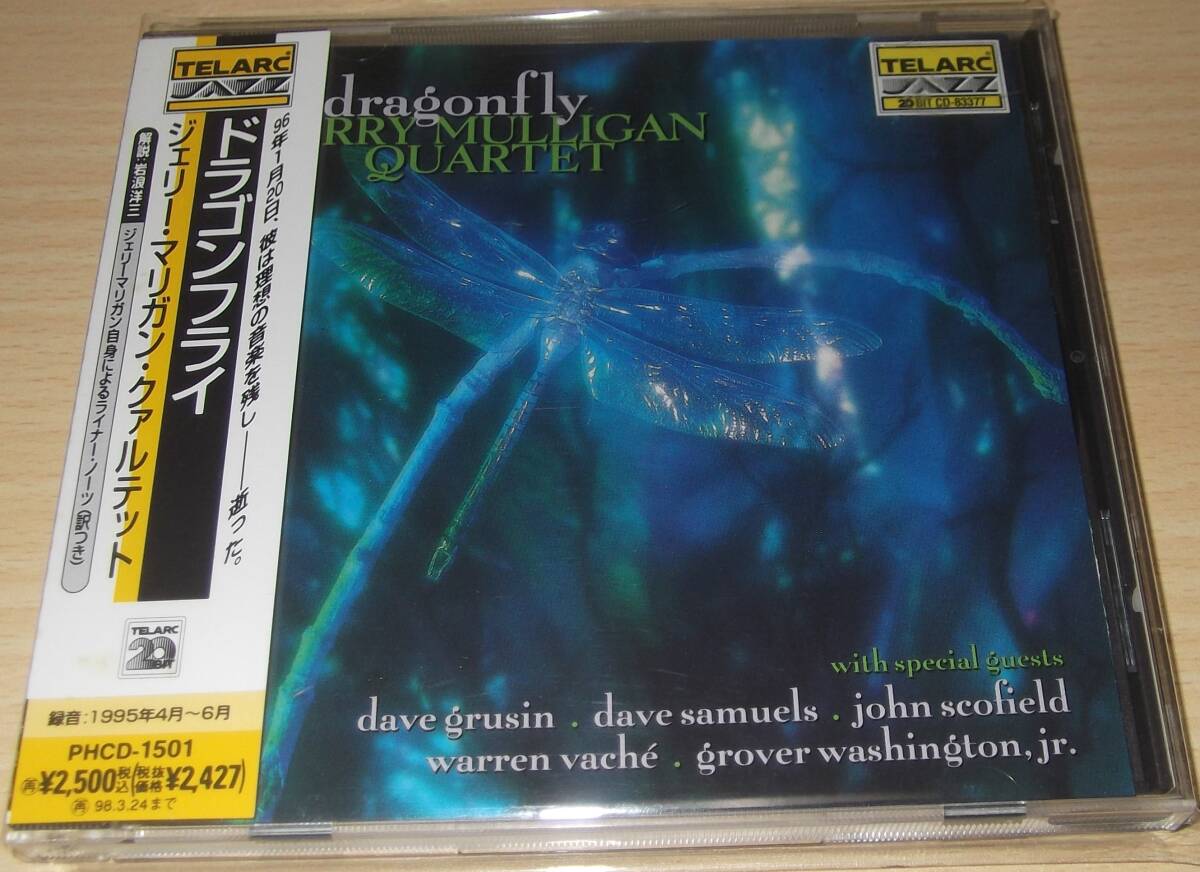 TELARC
JAZZ
96年1月20日、彼は理想の音楽を残し──逝った。
ドラゴンフライ
ジェリー・マリガン・クァルテット
解説:岩浪洋三
ジェリーマリガン自身によるライナー・ノーツ(訳つき)
TELARC
20 BIT
録音:1995年4月〜6月
PHCD-1501
再¥2,500税込(税抜価格¥2,427)
再98.3.24まで
dragonfly
RRY MULLIGAN
QUARTET
TELARC
JAZZ
20 BIT CD-83377
with special guests
dave grusin . dave samuels . john scofield
warren vaché . grover washington, jr.